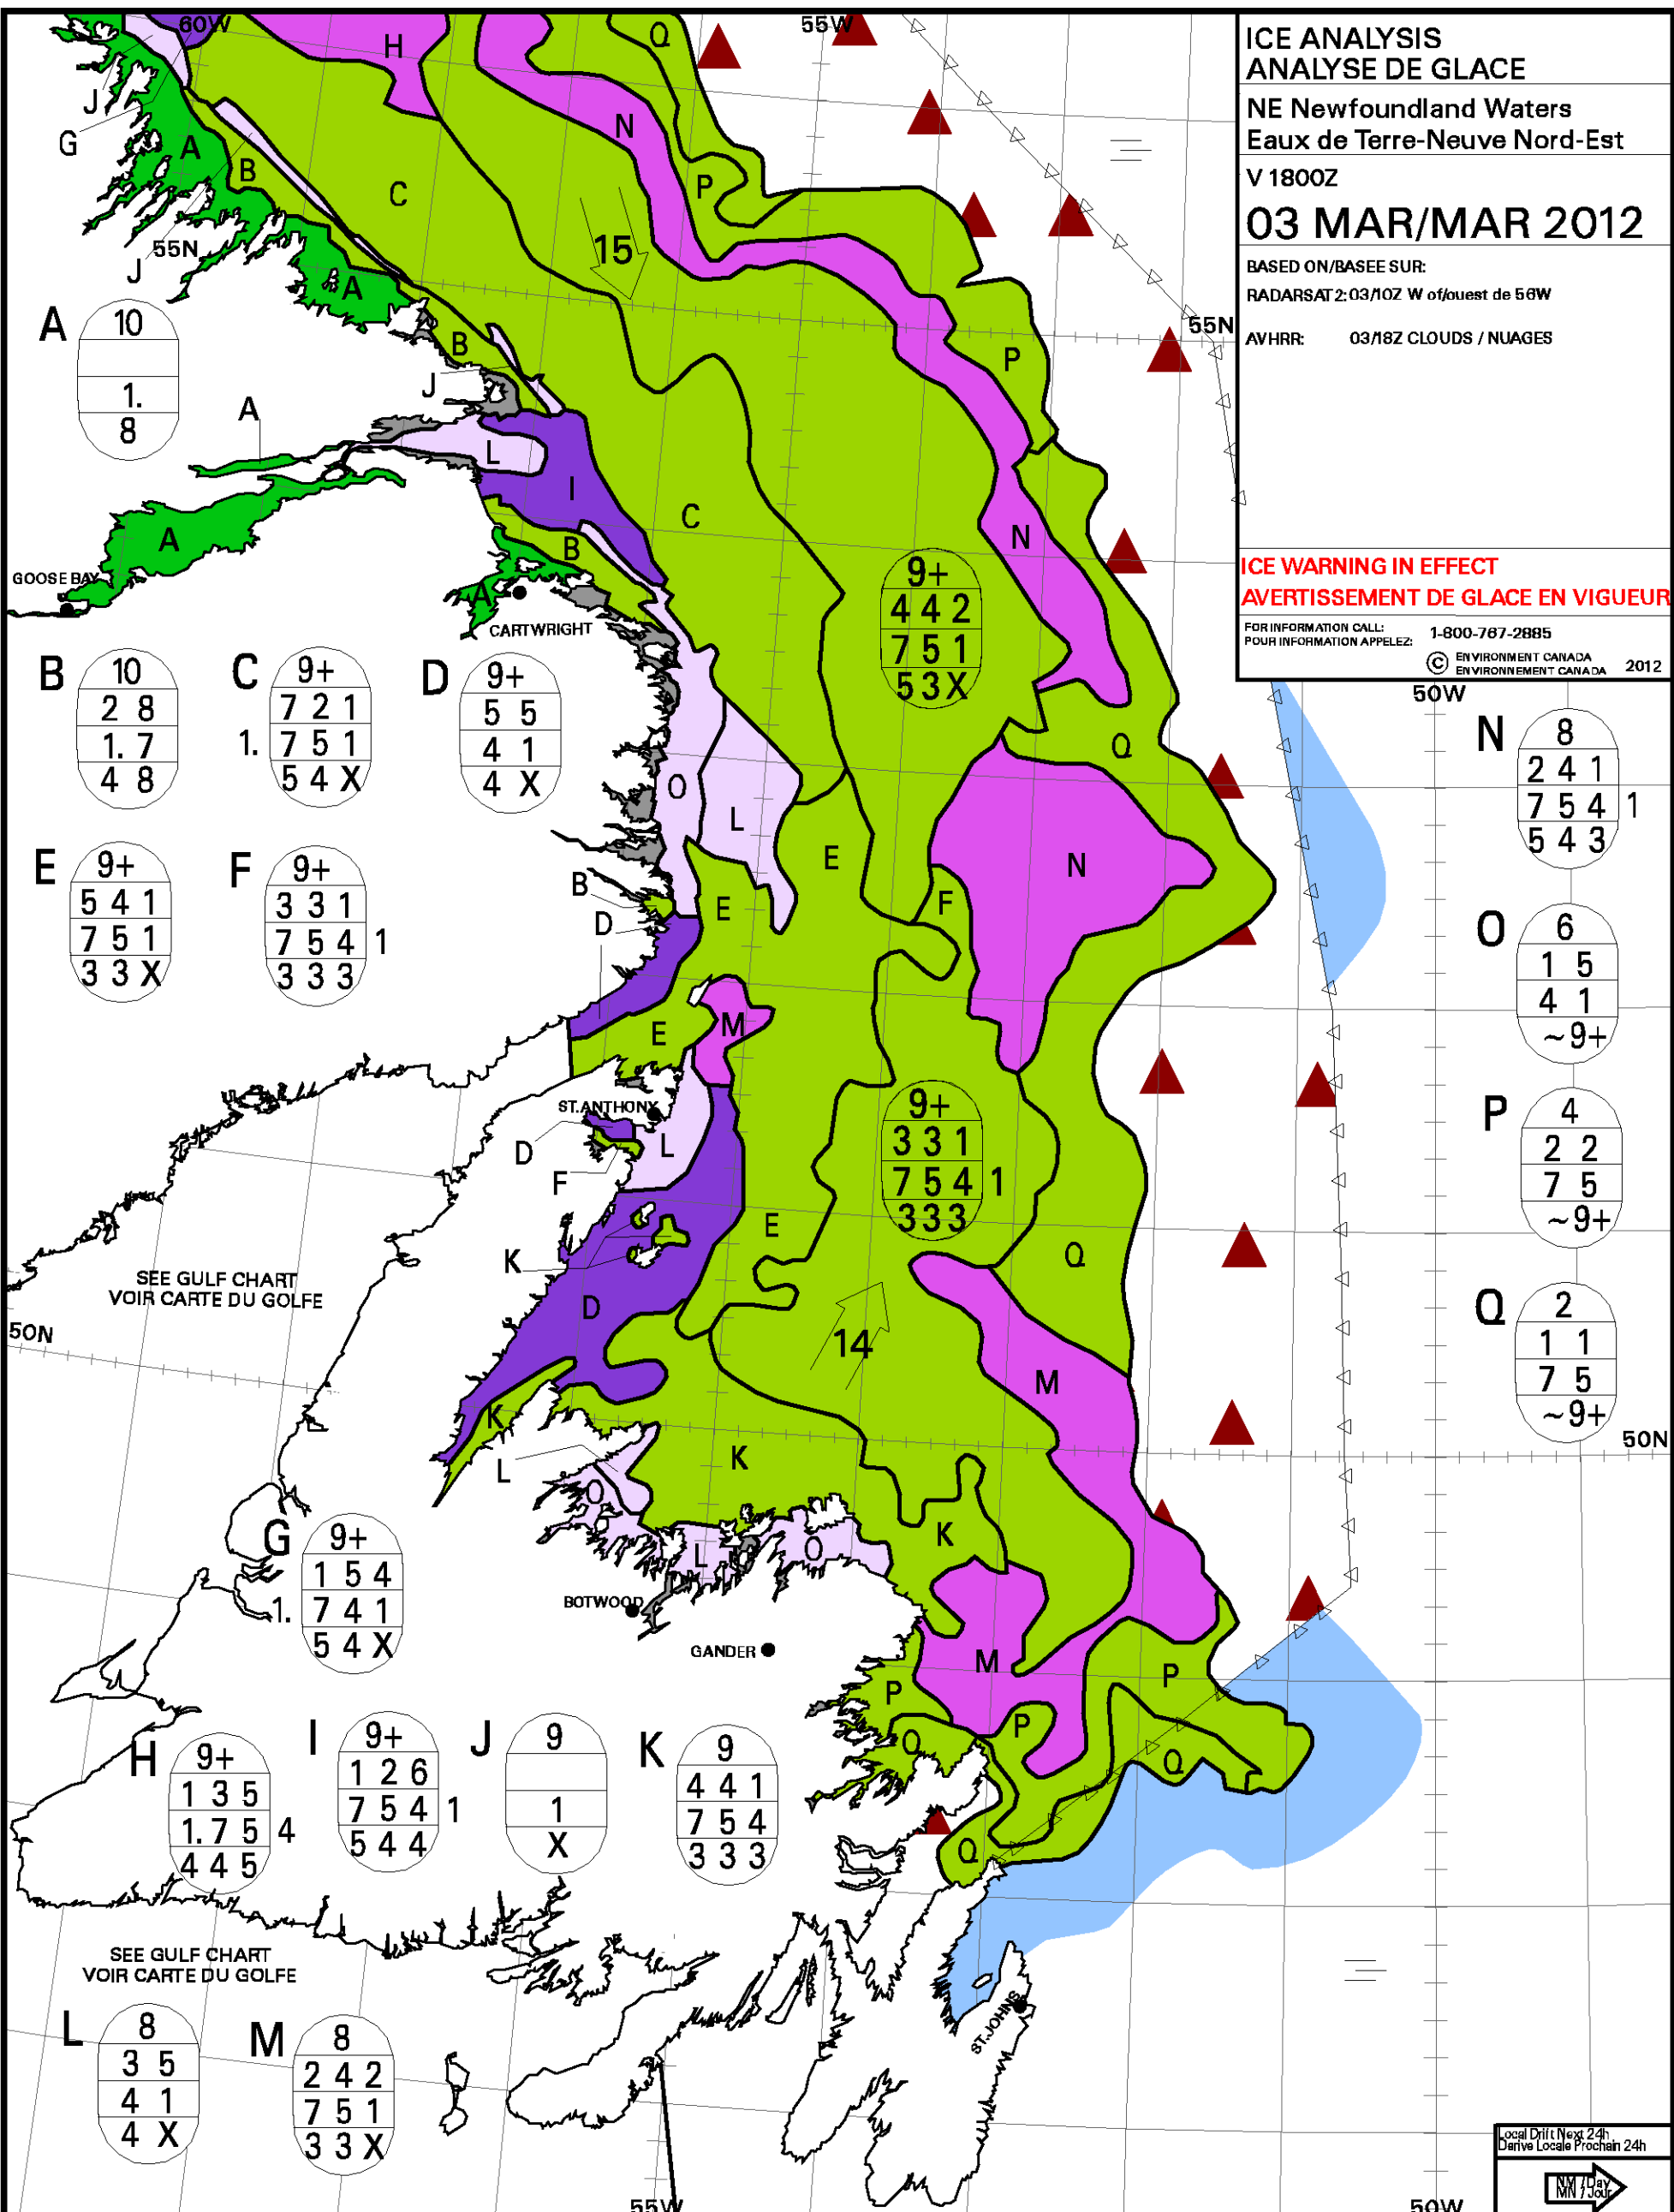 60W
55W
H
Q
J
G
A
B
N
P
C
15
55N
J
A
B
J
P
55N
ICE ANALYSIS
ANALYSE DE GLACE
NE Newfoundland Waters
Eaux de Terre-Neuve Nord-Est
V 1800Z
03 MAR/MAR 2012
BASED ON/BASEE SUR:
RADARSAT 2: 03/10Z W of/ouest de 56W
AVHRR: 03/18Z CLOUDS / NUAGES
ICE WARNING IN EFFECT
AVERTISSEMENT DE GLACE EN VIGUEUR
FOR INFORMATION CALL:
POUR INFORMATION APPELEZ: 1-800-767-2885
© ENVIRONMENT CANADA
ENVIRONNEMENT CANADA 2012
A
10
1.
8
A
L
I
C
N
A
B
GOOSE BAY
A
CARTWRIGHT
9+
4 4 2
7 5 1
5 3 X
50W
B
10
2 8
1. 7
4 8
C
9+
7 2 1
1. 7 5 1
5 4 X
D
9+
5 5
4 1
4 X
Q
N
8
2 4 1
7 5 4 1
5 4 3
O
L
E
N
E
9+
5 4 1
7 5 1
3 3 X
F
9+
3 3 1
7 5 4 1
3 3 3
B
D
E
F
O
6
1 5
4 1
~9+
E
M
ST.ANTHONY
D
F
L
9+
3 3 1
7 5 4 1
3 3 3
P
4
2 2
7 5
~9+
K
E
Q
D
SEE GULF CHART
VOIR CARTE DU GOLFE
50N
14
M
Q
2
1 1
7 5
~9+
50N
K
L
O
K
K
L
O
G
9+
1 5 4
1. 7 4 1
5 4 X
BOTWOOD
GANDER
M
P
P
P
Q
Q
Q
H
9+
1 3 5
1. 7 5 4
4 4 5
I
9+
1 2 6
7 5 4 1
5 4 4
J
9
1
X
K
9
4 4 1
7 5 4
3 3 3
SEE GULF CHART
VOIR CARTE DU GOLFE
ST.JOHNS
L
8
3 5
4 1
4 X
M
8
2 4 2
7 5 1
3 3 X
55W
50W
Local Drift Next 24h
Derive Locale Prochain 24h
NM / Day
MN / Jour